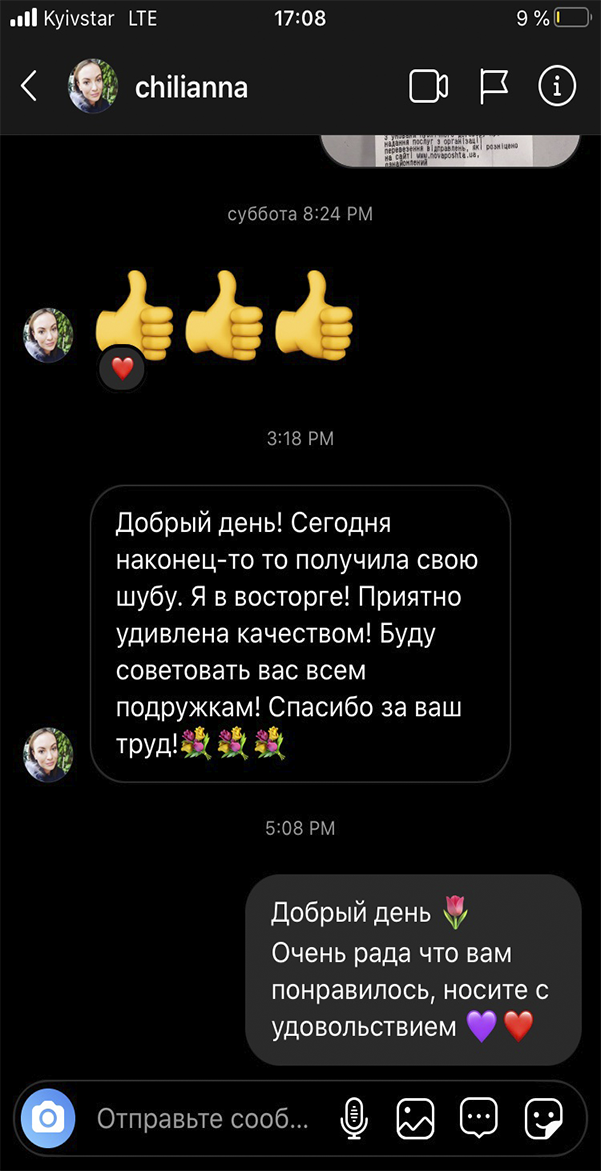 Kyivstar LTE 17:08 9 %
chilianna
надання послуг з організації
перевезення відправлень, які розміщено
на сайті www.novaposhta.ua,
ознайомлений
суббота 8:24 PM
👍👍👍
❤️
3:18 PM
Добрый день! Сегодня
наконец-то то получила свою
шубу. Я в восторге! Приятно
удивлена качеством! Буду
советовать вас всем
подружкам! Спасибо за ваш
труд!💐💐💐
5:08 PM
Добрый день 🌷
Очень рада что вам
понравилось, носите с
удовольствием 💜❤️
Отправьте сооб...